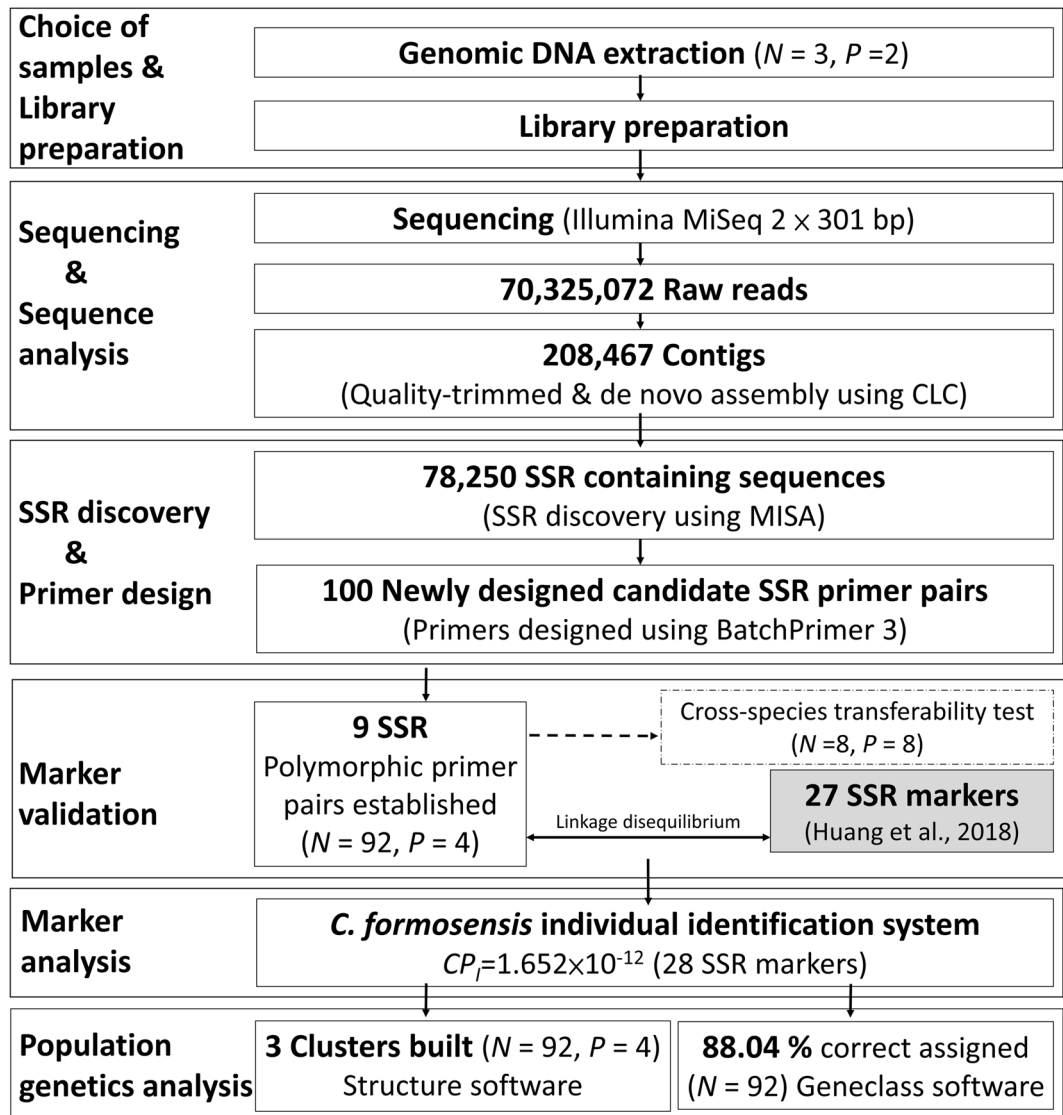 Choice of
samples &
Library
preparation
Genomic DNA extraction (N = 3, P =2)
Library preparation
Sequencing
&
Sequence
analysis
Sequencing (Illumina MiSeq 2 × 301 bp)
70,325,072 Raw reads
208,467 Contigs
(Quality-trimmed & de novo assembly using CLC)
SSR discovery
&
Primer design
78,250 SSR containing sequences
(SSR discovery using MISA)
100 Newly designed candidate SSR primer pairs
(Primers designed using BatchPrimer 3)
Marker
validation
9 SSR
Polymorphic primer
pairs established
(N = 92, P = 4)
Cross-species transferability test
(N =8, P = 8)
Linkage disequilibrium
27 SSR markers
(Huang et al., 2018)
Marker
analysis
C. formosensis individual identification system
CP_I=1.652×10^-12 (28 SSR markers)
Population
genetics analysis
3 Clusters built (N = 92, P = 4)
Structure software
88.04 % correct assigned
(N = 92) Geneclass software